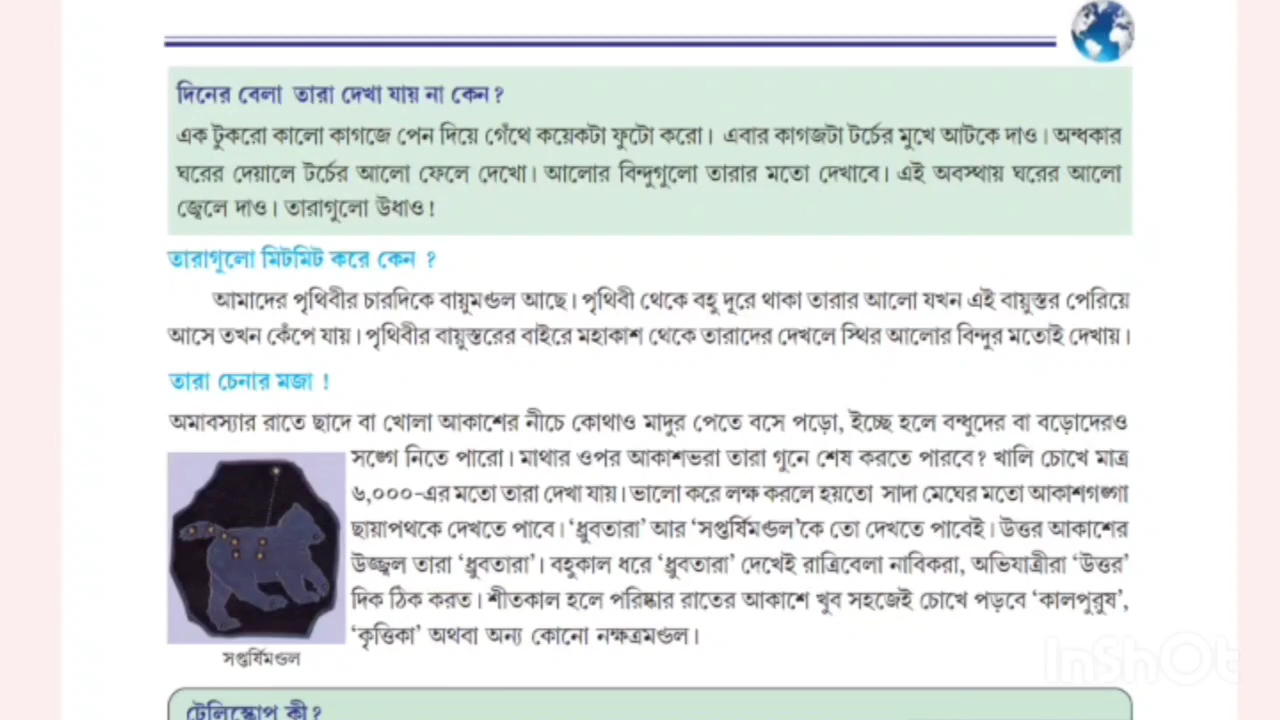 দিনের বেলা তারা দেখা যায় না কেন?
এক টুকরো কালো কাগজে পেন দিয়ে গেঁথে কয়েকটা ফুটো করো। এবার কাগজটা টর্চের মুখে আটকে দাও। অন্ধকার
ঘরের দেয়ালে টর্চের আলো ফেলে দেখো। আলোর বিন্দুগুলো তারার মতো দেখাবে। এই অবস্থায় ঘরের আলো
জ্বেলে দাও। তারাগুলো উধাও!
তারাগুলো মিটমিট করে কেন ?
আমাদের পৃথিবীর চারদিকে বায়ুমণ্ডল আছে। পৃথিবী থেকে বহু দূরে থাকা তারার আলো যখন এই বায়ুস্তর পেরিয়ে
আসে তখন কেঁপে যায়। পৃথিবীর বায়ুস্তরের বাইরে মহাকাশ থেকে তারাদের দেখলে স্থির আলোর বিন্দুর মতোই দেখায়।
তারা চেনার মজা !
অমাবস্যার রাতে ছাদে বা খোলা আকাশের নীচে কোথাও মাদুর পেতে বসে পড়ো, ইচ্ছে হলে বন্ধুদের বা বড়োদেরও
সঙ্গে নিতে পারো। মাথার ওপর আকাশভরা তারা গুনে শেষ করতে পারবে? খালি চোখে মাত্র
৬,০০০-এর মতো তারা দেখা যায়। ভালো করে লক্ষ করলে হয়তো সাদা মেঘের মতো আকাশগঙ্গা
ছায়াপথকে দেখতে পাবে। ‘ধ্রুবতারা’ আর ‘সপ্তর্ষিমণ্ডল’কে তো দেখতে পাবেই। উত্তর আকাশের
উজ্জ্বল তারা ‘ধ্রুবতারা’। বহুকাল ধরে ‘ধ্রুবতারা’ দেখেই রাত্রিবেলা নাবিকরা, অভিযাত্রীরা ‘উত্তর’
দিক ঠিক করত। শীতকাল হলে পরিষ্কার রাতের আকাশে খুব সহজেই চোখে পড়বে ‘কালপুরুষ’,
‘কৃত্তিকা’ অথবা অন্য কোনো নক্ষত্রমণ্ডল।
সপ্তর্ষিমণ্ডল
টেলিস্কোপ কী?
InShOt